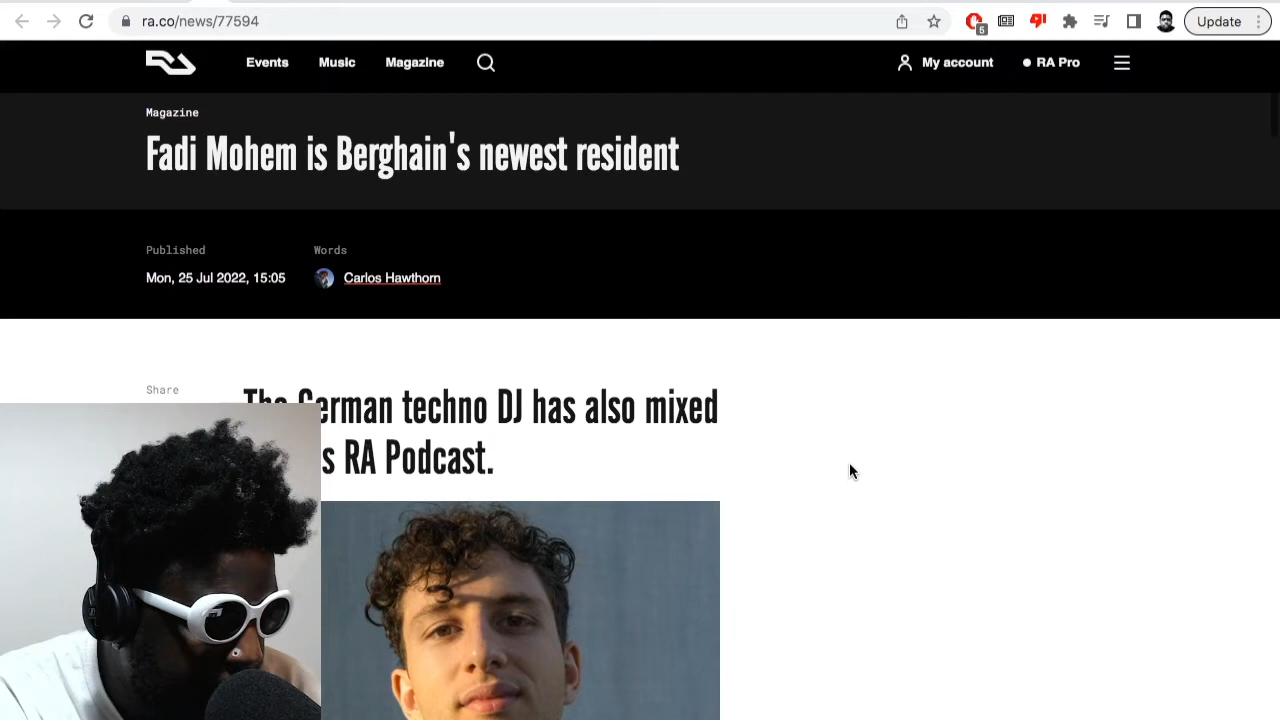 ra.co/news/77594
5
Update
Events
Music
Magazine
My account
RA Pro
Magazine
Fadi Mohem is Berghain's newest resident
Published
Words
Mon, 25 Jul 2022, 15:05
Carlos Hawthorn
Share
The German techno DJ has also mixed
s RA Podcast.